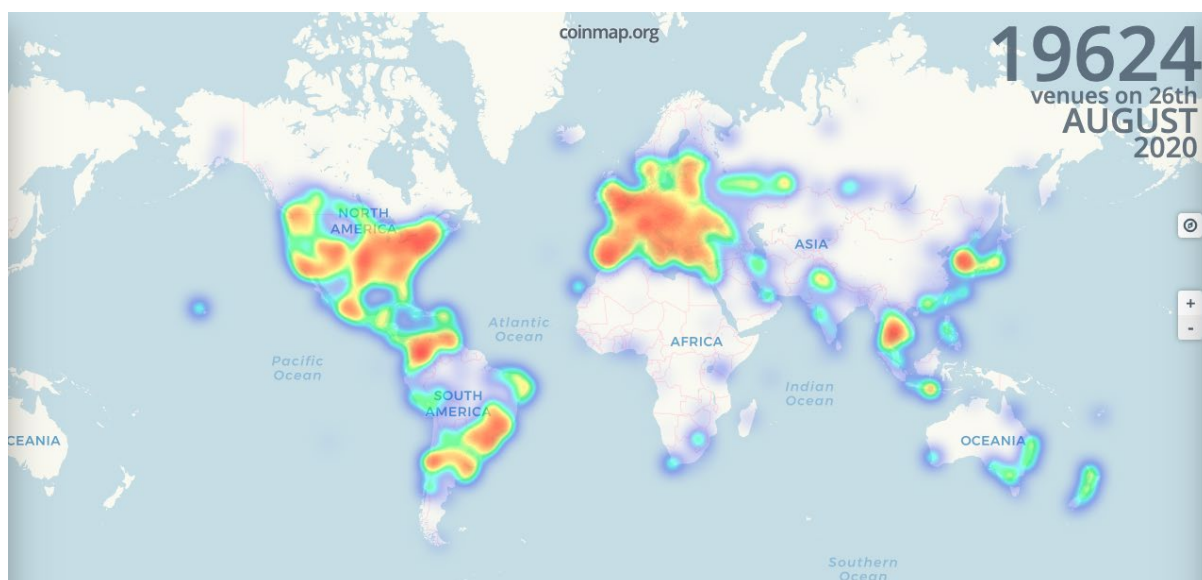 coinmap.org
19624
venues on 26th
AUGUST
2020
NORTH
AMERICA
ASIA
Atlantic
Ocean
AFRICA
Pacific
Ocean
Indian
Ocean
SOUTH
AMERICA
CEANIA
OCEANIA
Southern
Ocean
+
-